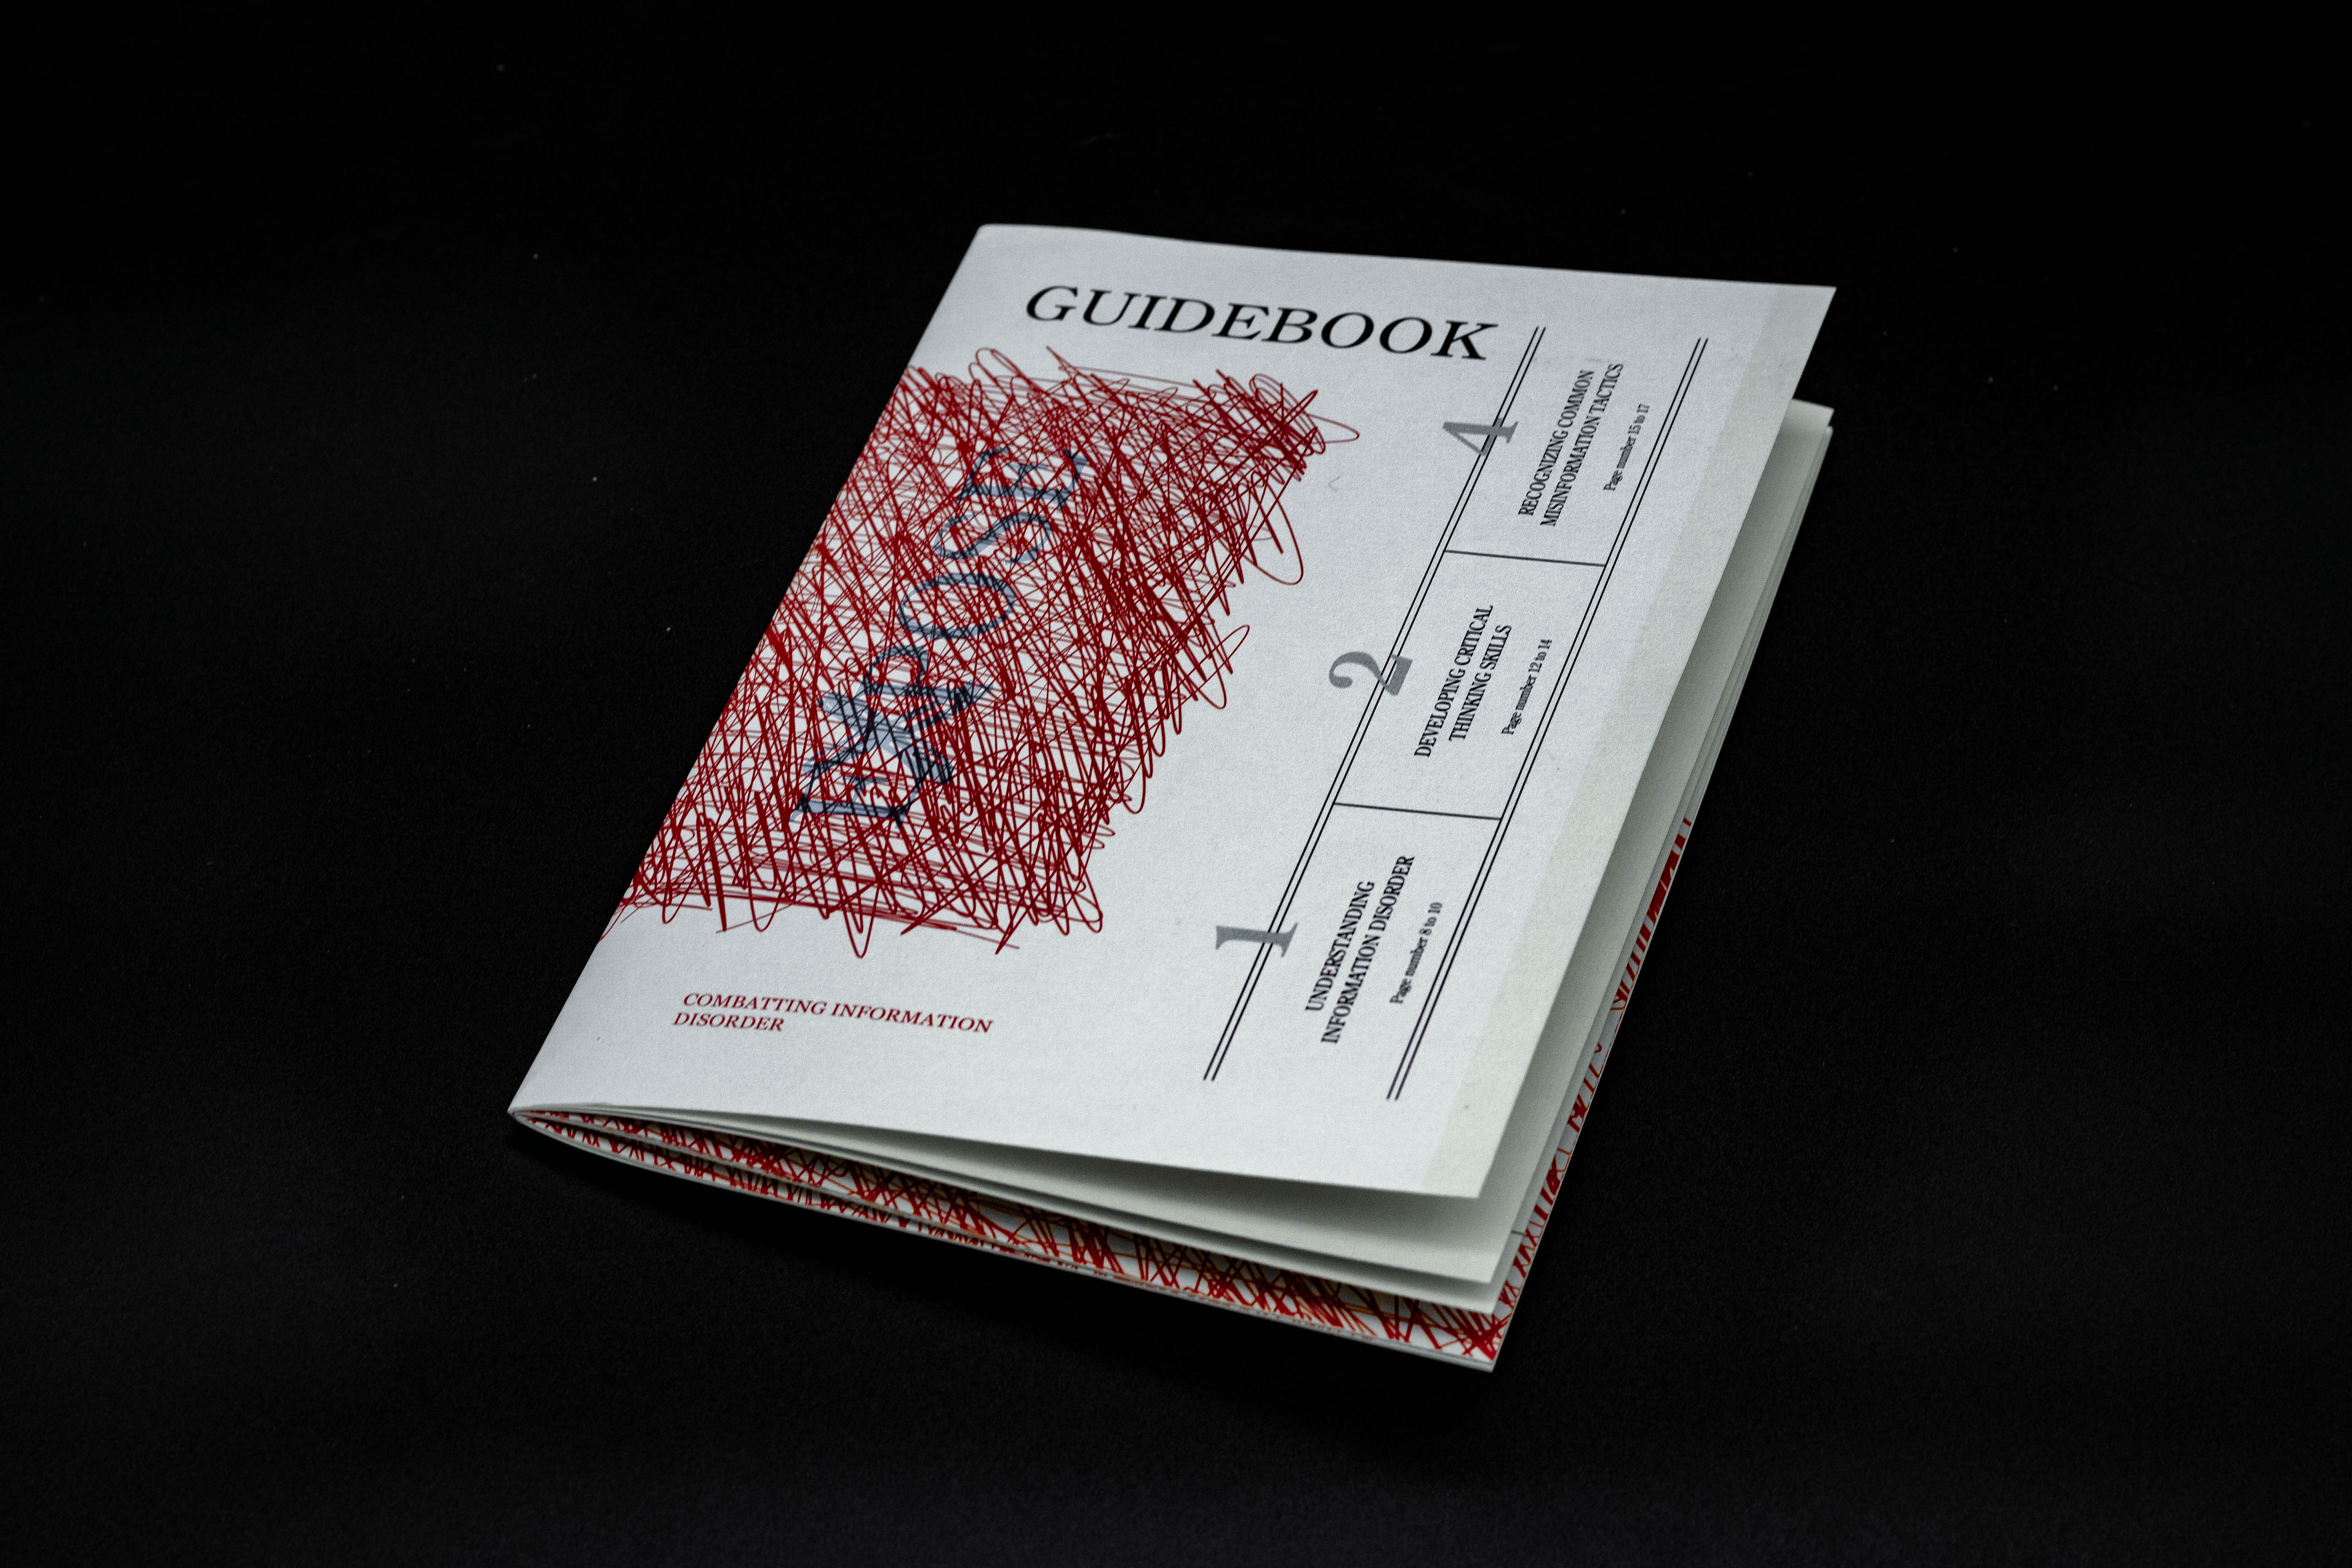 GUIDEBOOK
EXPOSE
COMBATTING INFORMATION
DISORDER
1
UNDERSTANDING
INFORMATION DISORDER
Page number 8 to 10
2
DEVELOPING CRITICAL
THINKING SKILLS
Page number 12 to 14
4
RECOGNIZING COMMON
MISINFORMATION TACTICS
Page number 15 to 17